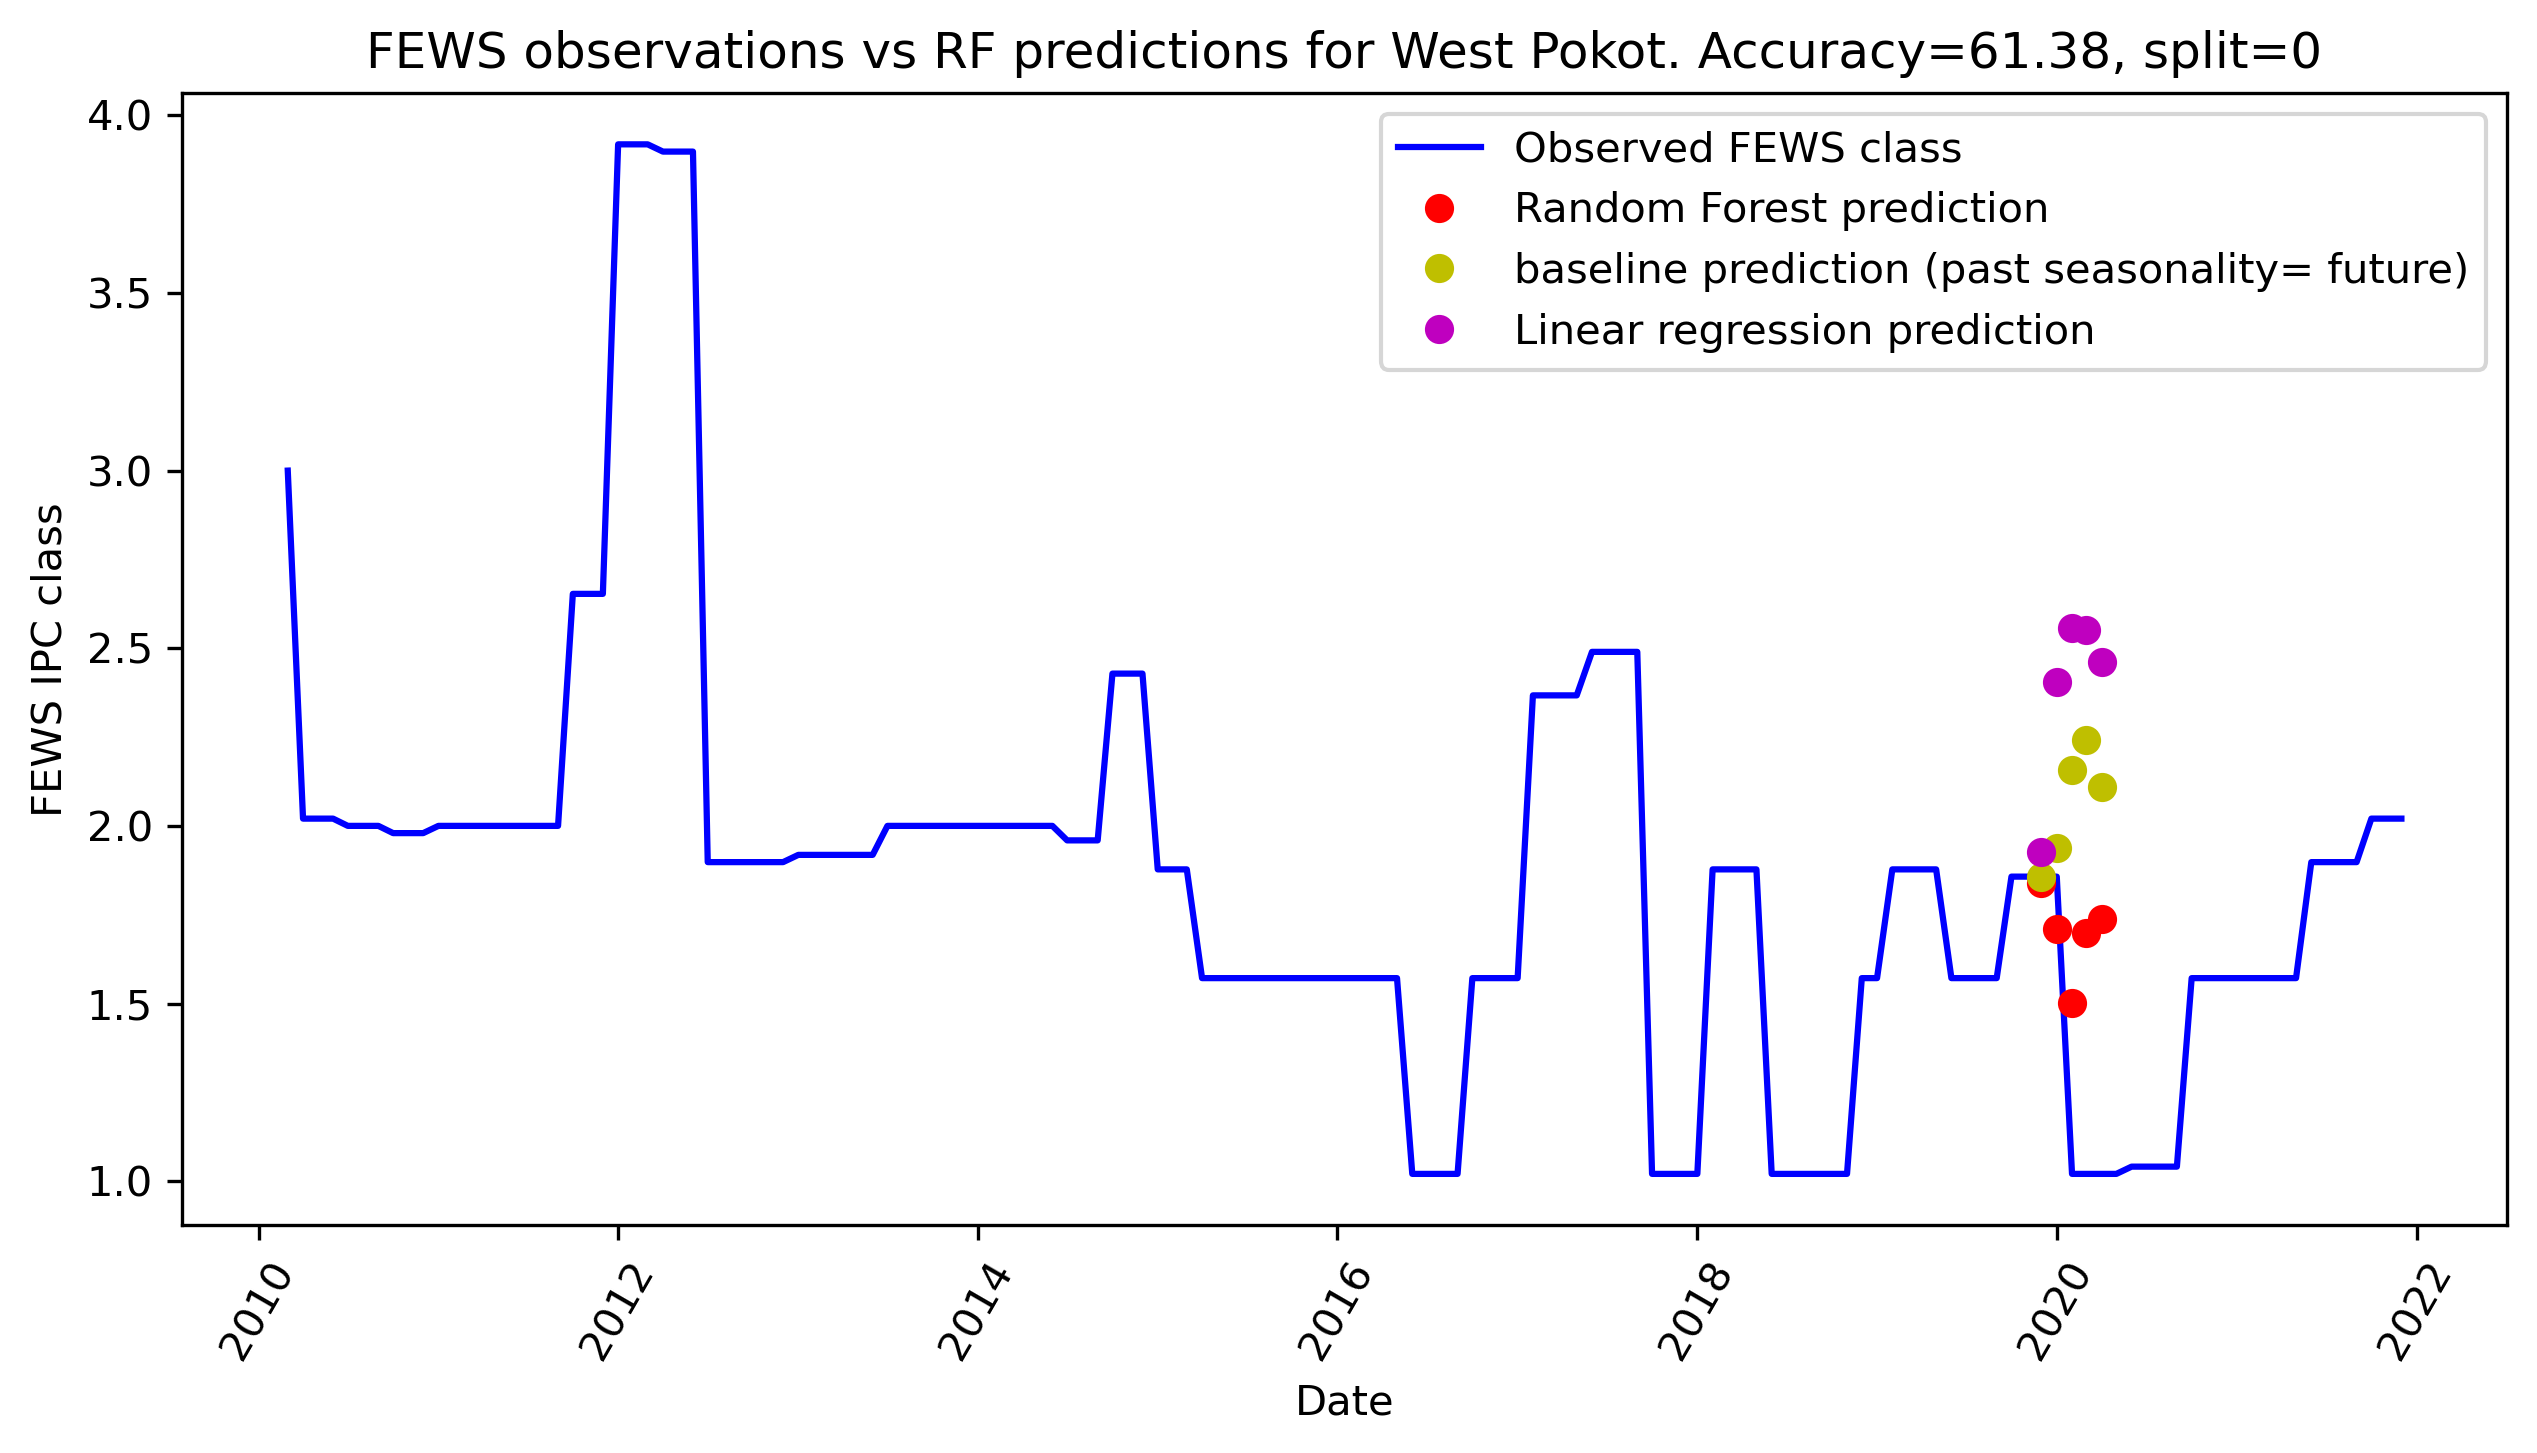 FEWS observations vs RF predictions for West Pokot. Accuracy=61.38, split=0
Observed FEWS class
Random Forest prediction
baseline prediction (past seasonality= future)
Linear regression prediction
FEWS IPC class
4.0
3.5
3.0
2.5
2.0
1.5
1.0
2010
2012
2014
2016
2018
2020
2022
Date